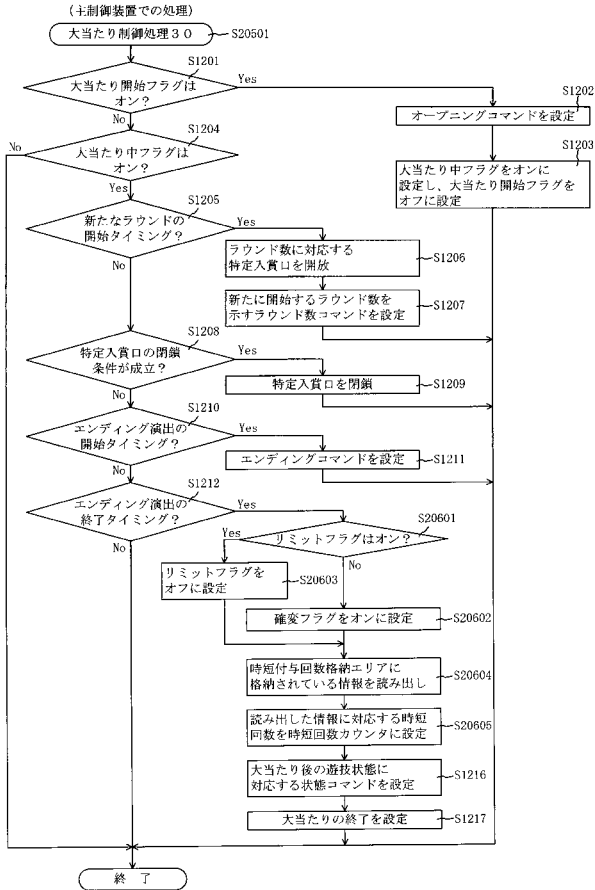 (主制御装置での処理)
大当たり制御処理30
S20501
S1201
大当たり開始フラグは
オン?
Yes
No
S1202
オープニングコマンドを設定
S1203
大当たり中フラグをオンに
設定し、大当たり開始フラグを
オフに設定
S1204
No
大当たり中フラグは
オン?
Yes
S1205
新たなラウンドの
開始タイミング?
Yes
No
ラウンド数に対応する
特定入賞口を開放
S1206
新たに開始するラウンド数を
示すラウンド数コマンドを設定
S1207
S1208
特定入賞口の閉鎖
条件が成立?
Yes
No
特定入賞口を閉鎖
S1209
S1210
エンディング演出の
開始タイミング?
Yes
No
エンディングコマンドを設定
S1211
S1212
エンディング演出の
終了タイミング?
Yes
No
S20601
リミットフラグはオン?
Yes
No
リミットフラグを
オフに設定
S20603
確変フラグをオンに設定
S20602
時短付与回数格納エリアに
格納されている情報を読み出し
S20604
読み出した情報に対応する時短
回数を時短回数カウンタに設定
S20605
大当たり後の遊技状態に
対応する状態コマンドを設定
S1216
大当たりの終了を設定
S1217
終 了